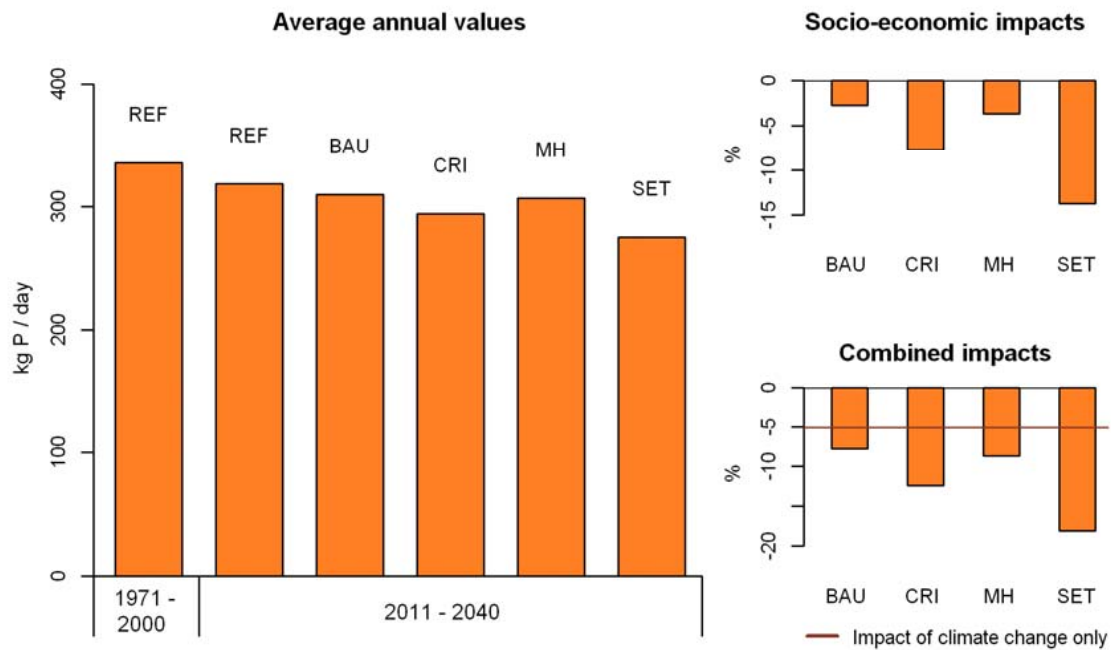 Average annual values
400
300
200
100
0
kg P / day
REF
REF
BAU
CRI
MH
SET
1971 -
2000
2011 - 2040
Socio-economic impacts
0
-5
-10
-15
%
BAU
CRI
MH
SET
Combined impacts
0
-5
-10
-20
%
BAU
CRI
MH
SET
Impact of climate change only